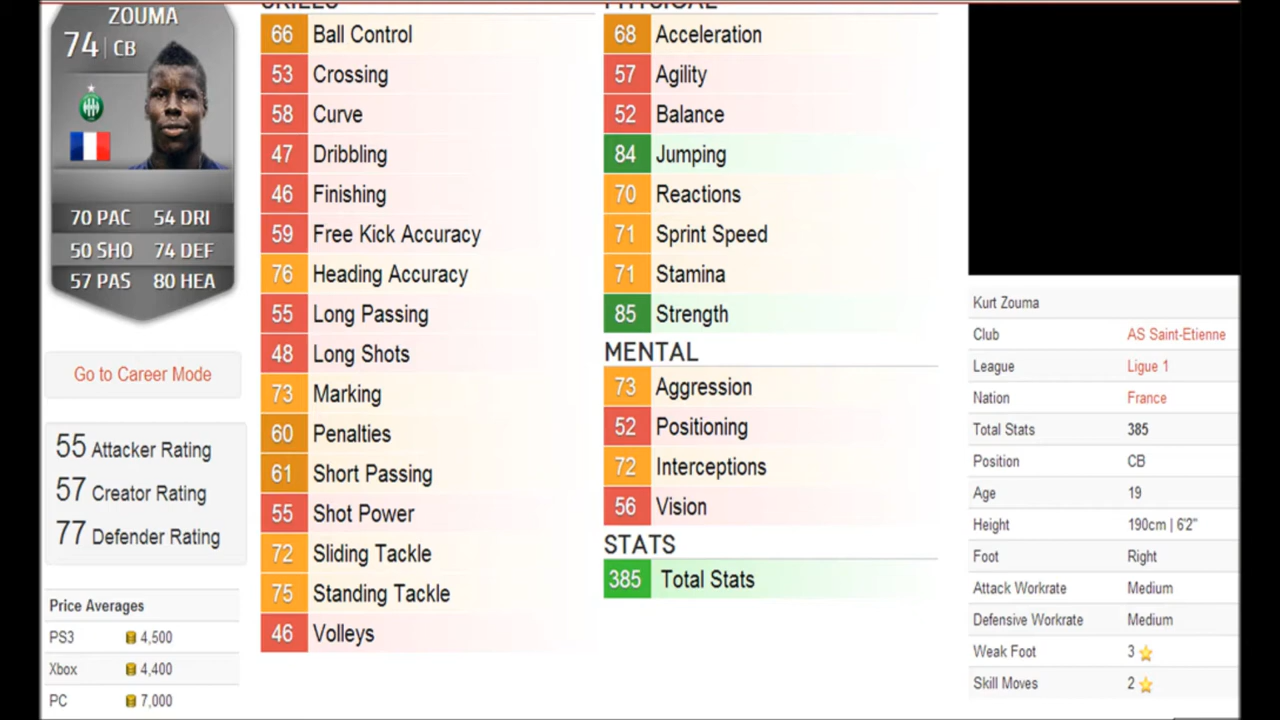 ZOUMA
74 CB
70 PAC 54 DRI
50 SHO 74 DEF
57 PAS 80 HEA
Go to Career Mode
55 Attacker Rating
57 Creator Rating
77 Defender Rating
Price Averages
PS3 4,500
Xbox 4,400
PC 7,000
SKILLS
66 Ball Control
53 Crossing
58 Curve
47 Dribbling
46 Finishing
59 Free Kick Accuracy
76 Heading Accuracy
55 Long Passing
48 Long Shots
73 Marking
60 Penalties
61 Short Passing
55 Shot Power
72 Sliding Tackle
75 Standing Tackle
46 Volleys
PHYSICAL
68 Acceleration
57 Agility
52 Balance
84 Jumping
70 Reactions
71 Sprint Speed
71 Stamina
85 Strength
MENTAL
73 Aggression
52 Positioning
72 Interceptions
56 Vision
STATS
385 Total Stats
Kurt Zouma
Club AS Saint-Etienne
League Ligue 1
Nation France
Total Stats 385
Position CB
Age 19
Height 190cm | 6'2"
Foot Right
Attack Workrate Medium
Defensive Workrate Medium
Weak Foot 3
Skill Moves 2